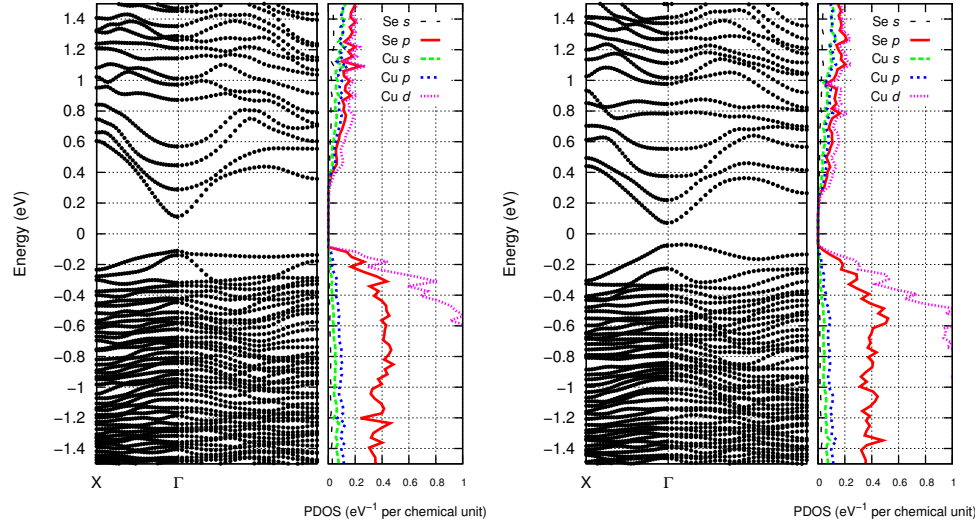 Energy (eV)
1.4
1.2
1
0.8
0.6
0.4
0.2
0
−0.2
−0.4
−0.6
−0.8
−1
−1.2
−1.4
X Γ
Se s
Se p
Cu s
Cu p
Cu d
0 0.2 0.4 0.6 0.8 1
PDOS (eV⁻¹ per chemical unit)
Energy (eV)
1.4
1.2
1
0.8
0.6
0.4
0.2
0
−0.2
−0.4
−0.6
−0.8
−1
−1.2
−1.4
X Γ
Se s
Se p
Cu s
Cu p
Cu d
0 0.2 0.4 0.6 0.8 1
PDOS (eV⁻¹ per chemical unit)